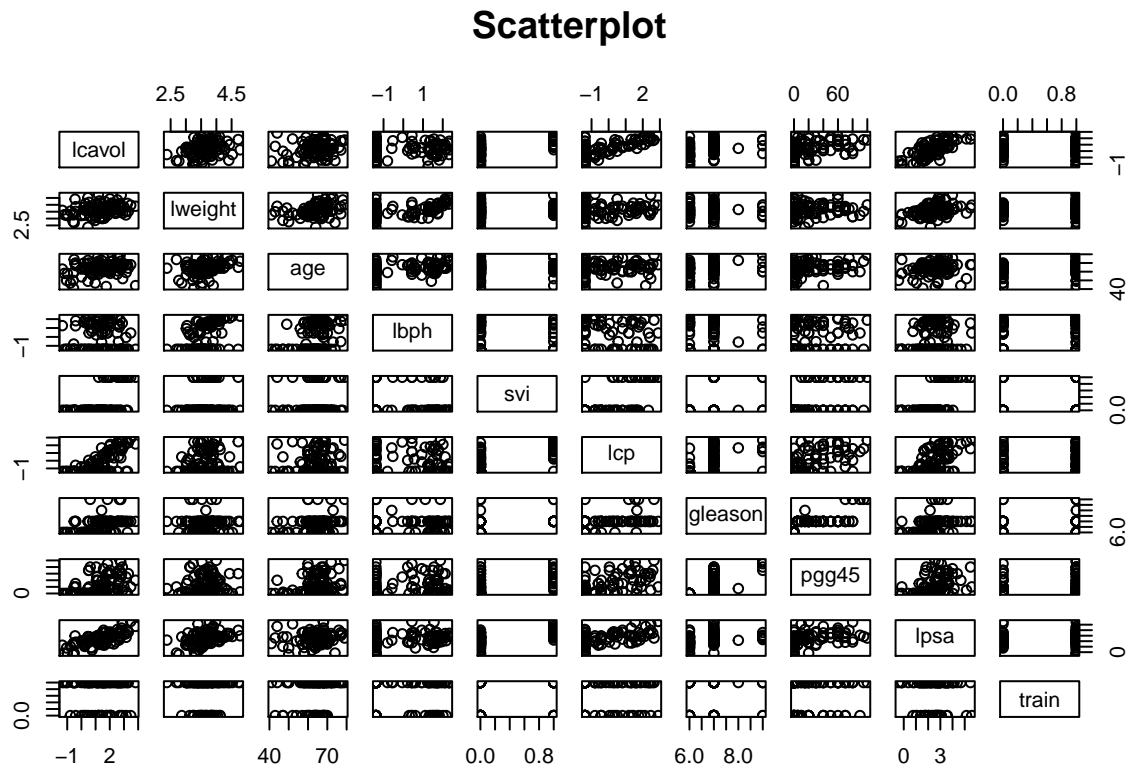 Scatterplot
2.5 4.5 −1 1 −1 2 0 60 0.0 0.8
lcavol −1
2.5 lweight
age 40
−1 lbph
svi 0.0
−1 lcp
gleason 6.0
0 pgg45
lpsa 0
0.0 train
−1 2 40 70 0.0 0.8 6.0 8.0 0 3